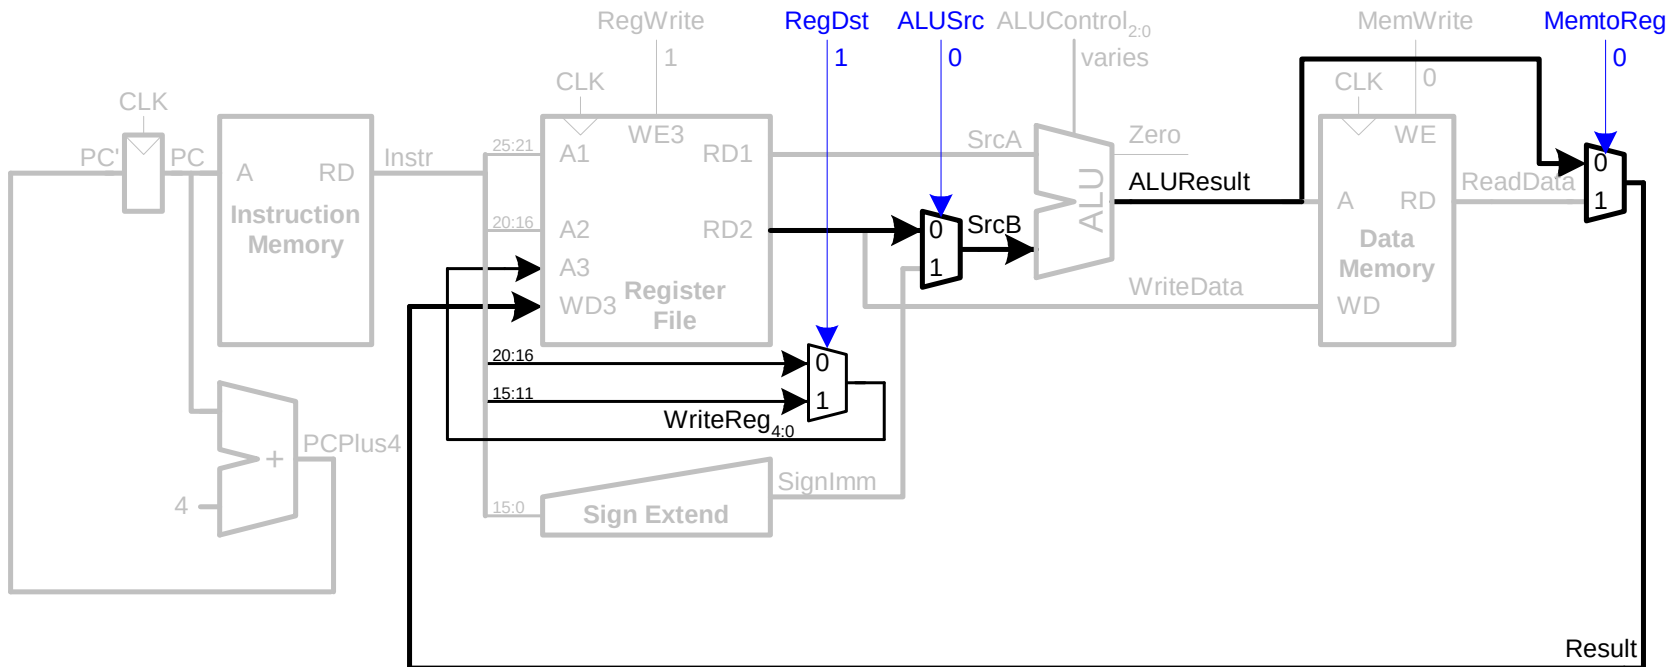 RegWrite RegDst ALUSrc ALUControl2:0 MemWrite MemtoReg
1 1 0 varies 0 0
CLK CLK CLK
PC' PC Instr
A RD
Instruction
Memory
25:21
20:16
A1 WE3 RD1
A2 RD2
A3
WD3
Register
File
SrcA
0
1
SrcB
ALU
Zero
ALUResult
WriteData
WE
A RD
Data
Memory
WD
ReadData
0
1
20:16
15:11
0
1
WriteReg4:0
+
PCPlus4
4
15:0
Sign Extend
SignImm
Result